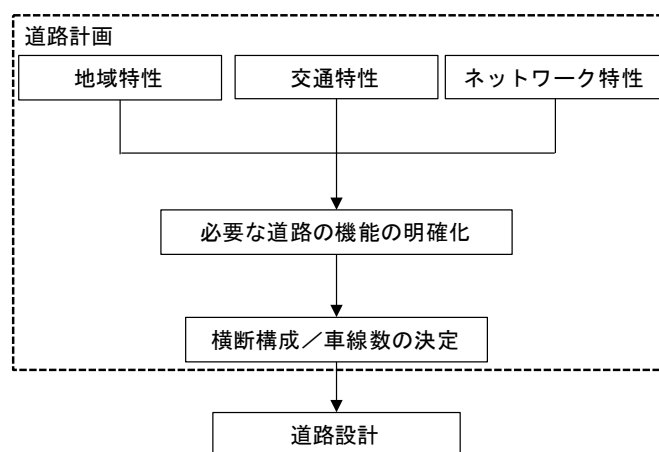 道路計画
地域特性
交通特性
ネットワーク特性
必要な道路の機能の明確化
横断構成／車線数の決定
道路設計